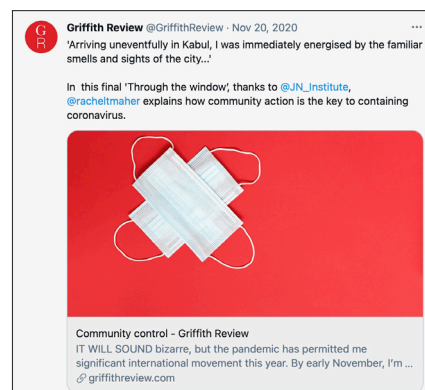 G
R
Griffith Review @GriffithReview · Nov 20, 2020
'Arriving uneventfully in Kabul, I was immediately energised by the familiar
smells and sights of the city...'
In this final 'Through the window', thanks to @JN_Institute,
@racheltmaher explains how community action is the key to containing
coronavirus.
Community control - Griffith Review
IT WILL SOUND bizarre, but the pandemic has permitted me
significant international movement this year. By early November, I'm ...
griffithreview.com